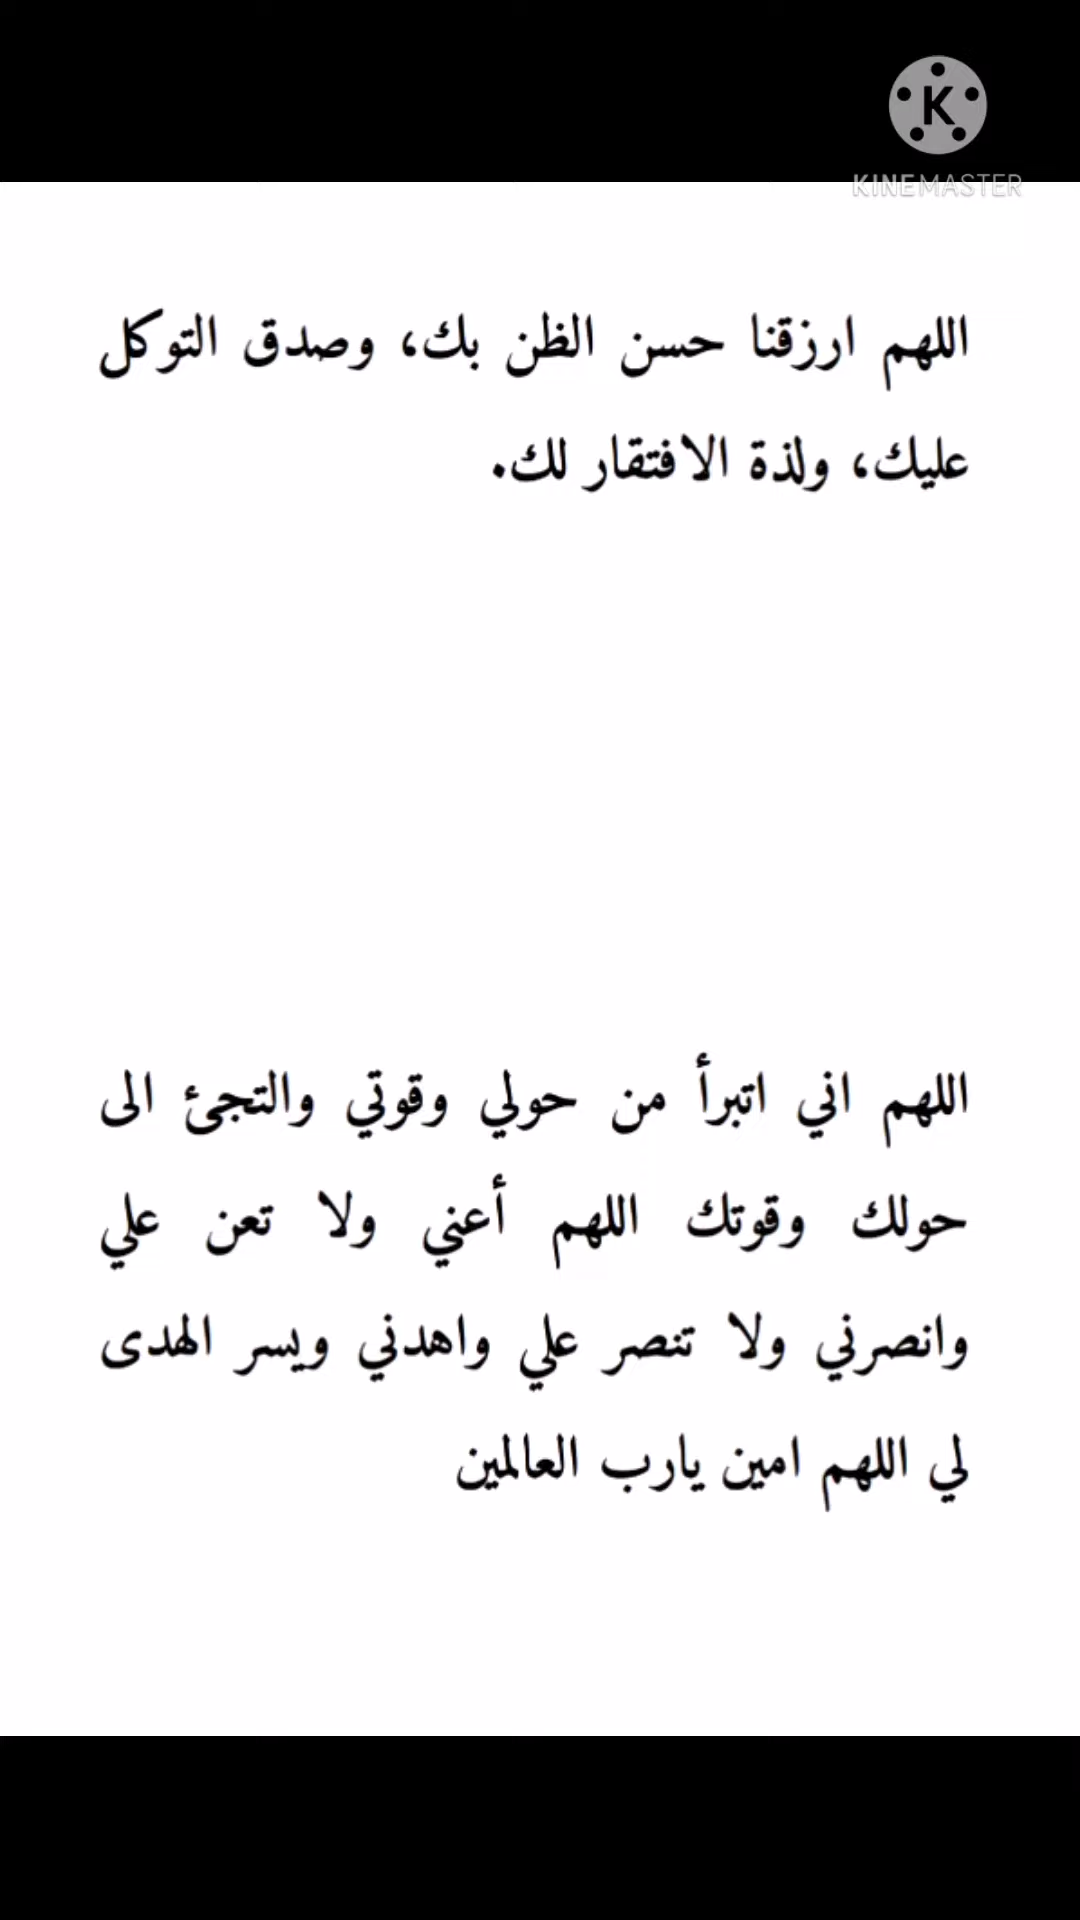 KINEMASTER
اللهم ارزقنا حسن الظن بك، وصدق التوكل
عليك، ولذة الافتقار لك.
اللهم اني اتبرأ من حولي وقوتي والتجئ الى
حولك وقوتك اللهم أعني ولا تعن علي
وانصرني ولا تنصر علي واهدني ويسر الهدى
لي اللهم امين يارب العالمين